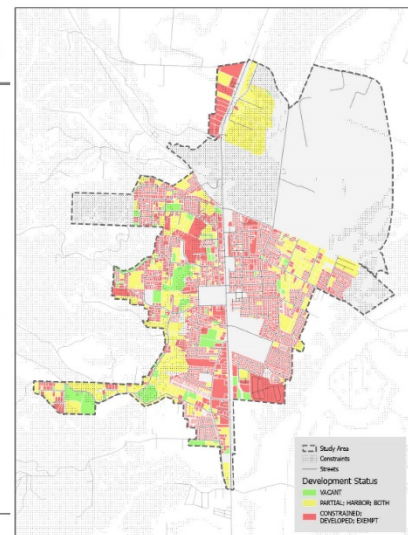 Study Area
Constraints
Streets
Development Status
VACANT
PARTIAL; HARBOR; BOTH
CONSTRAINED;
DEVELOPED; EXEMPT